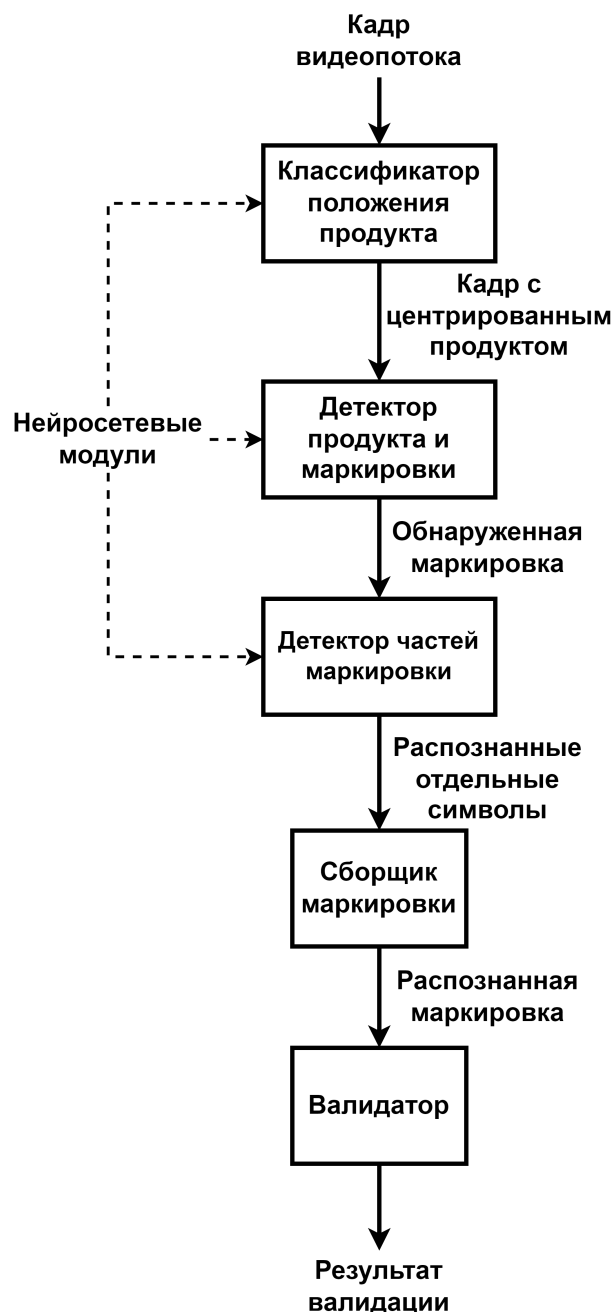 Кадр
видеопотока
Классификатор
положения
продукта
Кадр с
центрированным
продуктом
Нейросетевые
модули
Детектор
продукта и
маркировки
Обнаруженная
маркировка
Детектор частей
маркировки
Распознанные
отдельные
символы
Сборщик
маркировки
Распознанная
маркировка
Валидатор
Результат
валидации